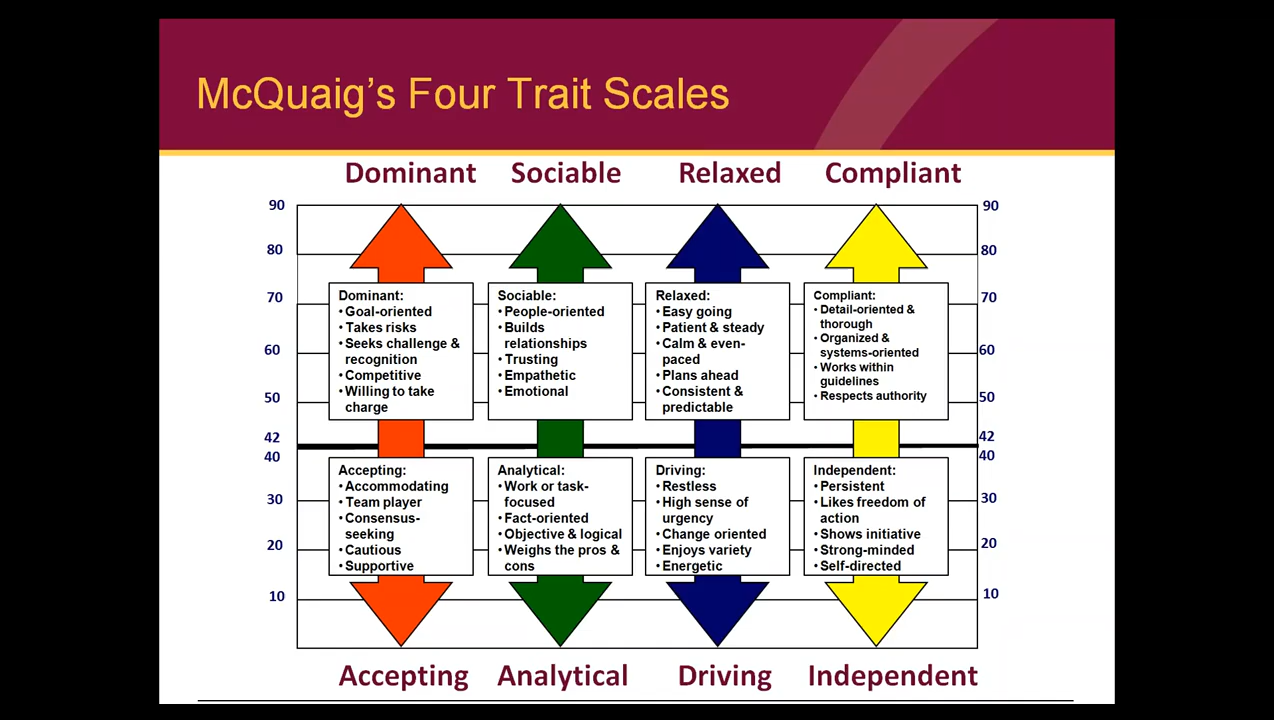 McQuaig's Four Trait Scales
Dominant Sociable Relaxed Compliant
90 90
80 80
70 70
60 60
50 50
42 42
40 40
30 30
20 20
10 10
Dominant:
• Goal-oriented
• Takes risks
• Seeks challenge &
recognition
• Competitive
• Willing to take
charge
Sociable:
• People-oriented
• Builds
relationships
• Trusting
• Empathetic
• Emotional
Relaxed:
• Easy going
• Patient & steady
• Calm & even-
paced
• Plans ahead
• Consistent &
predictable
Compliant:
• Detail-oriented &
thorough
• Organized &
systems-oriented
• Works within
guidelines
• Respects authority
Accepting:
• Accommodating
• Team player
• Consensus-
seeking
• Cautious
• Supportive
Analytical:
• Work or task-
focused
• Fact-oriented
• Objective & logical
• Weighs the pros &
cons
Driving:
• Restless
• High sense of
urgency
• Change oriented
• Enjoys variety
• Energetic
Independent:
• Persistent
• Likes freedom of
action
• Shows initiative
• Strong-minded
• Self-directed
Accepting Analytical Driving Independent